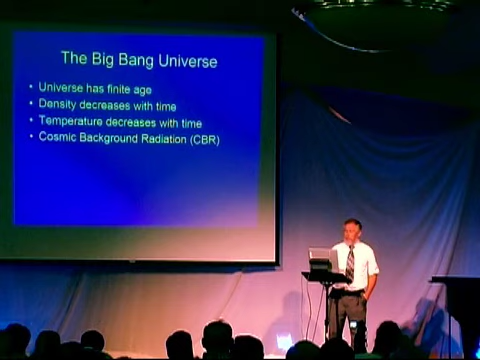 The Big Bang Universe
• Universe has finite age
• Density decreases with time
• Temperature decreases with time
• Cosmic Background Radiation (CBR)